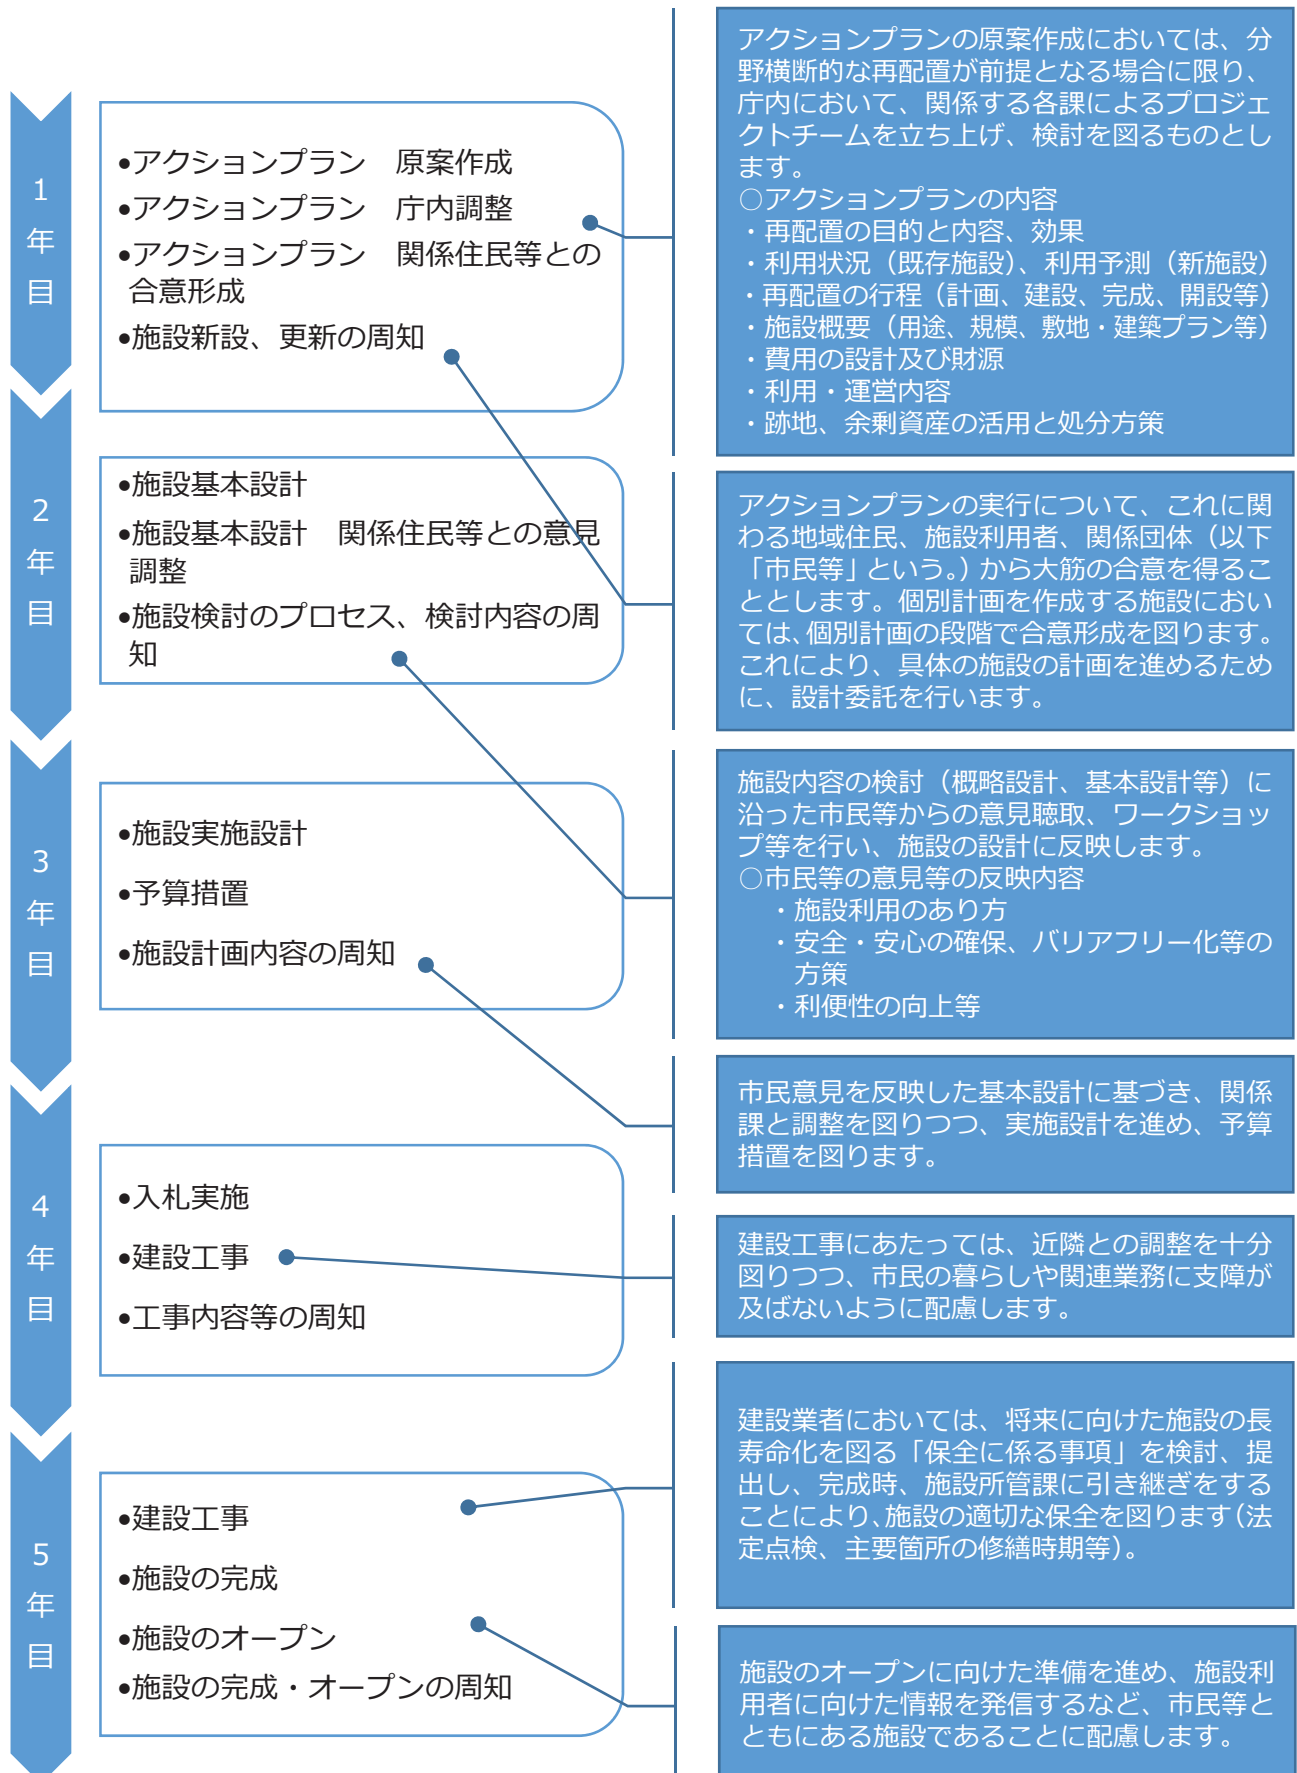 1
年
目
•アクションプラン　原案作成
•アクションプラン　庁内調整
•アクションプラン　関係住民等との
合意形成
•施設新設、更新の周知
アクションプランの原案作成においては、分
野横断的な再配置が前提となる場合に限り、
庁内において、関係する各課によるプロジェ
クトチームを立ち上げ、検討を図るものとし
ます。
○アクションプランの内容
・再配置の目的と内容、効果
・利用状況（既存施設）、利用予測（新施設）
・再配置の行程（計画、建設、完成、開設等）
・施設概要（用途、規模、敷地・建築プラン等）
・費用の設計及び財源
・利用・運営内容
・跡地、余剰資産の活用と処分方策
2
年
目
•施設基本設計
•施設基本設計　関係住民等との意見
調整
•施設検討のプロセス、検討内容の周
知
アクションプランの実行について、これに関
わる地域住民、施設利用者、関係団体（以下
「市民等」という。）から大筋の合意を得るこ
ととします。個別計画を作成する施設におい
ては、個別計画の段階で合意形成を図ります。
これにより、具体の施設の計画を進めるため
に、設計委託を行います。
3
年
目
•施設実施設計
•予算措置
•施設計画内容の周知
施設内容の検討（概略設計、基本設計等）に
沿った市民等からの意見聴取、ワークショッ
プ等を行い、施設の設計に反映します。
○市民等の意見等の反映内容
・施設利用のあり方
・安全・安心の確保、バリアフリー化等の
方策
・利便性の向上等
市民意見を反映した基本設計に基づき、関係
課と調整を図りつつ、実施設計を進め、予算
措置を図ります。
4
年
目
•入札実施
•建設工事
•工事内容等の周知
建設工事にあたっては、近隣との調整を十分
図りつつ、市民の暮らしや関連業務に支障が
及ばないように配慮します。
5
年
目
•建設工事
•施設の完成
•施設のオープン
•施設の完成・オープンの周知
建設業者においては、将来に向けた施設の長
寿命化を図る「保全に係る事項」を検討、提
出し、完成時、施設所管課に引き継ぎをする
ことにより、施設の適切な保全を図ります（法
定点検、主要箇所の修繕時期等）。
施設のオープンに向けた準備を進め、施設利
用者に向けた情報を発信するなど、市民等と
ともにある施設であることに配慮します。